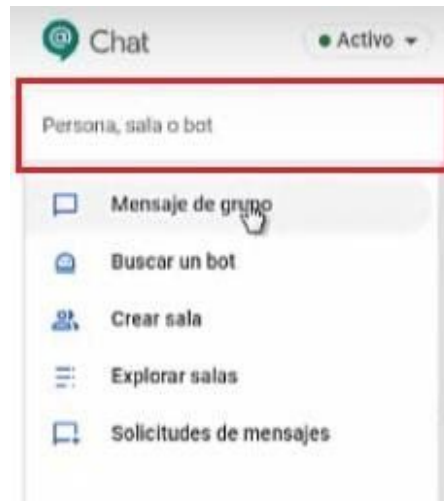 Chat
Activo
Persona, sala o bot
Mensaje de grupo
Buscar un bot
Crear sala
Explorar salas
Solicitudes de mensajes